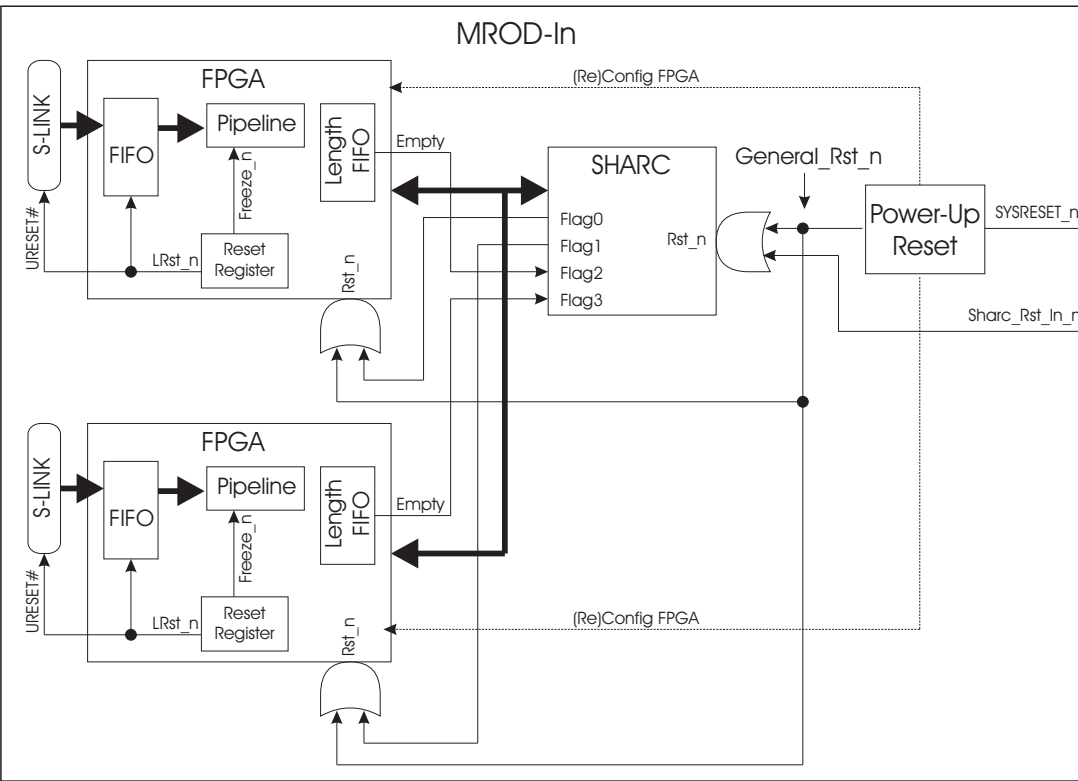 MROD-In
FPGA
S-LINK
FIFO
Pipeline
Length
FIFO
Empty
Freeze_n
Reset
Register
LRst_n
URESET#
Rst_n
(Re)Config FPGA
SHARC
Flag0
Flag1
Flag2
Flag3
Rst_n
General_Rst_n
Power-Up
Reset
SYSRESET_n
Sharc_Rst_In_n
FPGA
S-LINK
FIFO
Pipeline
Length
FIFO
Empty
Freeze_n
Reset
Register
LRst_n
URESET#
Rst_n
(Re)Config FPGA